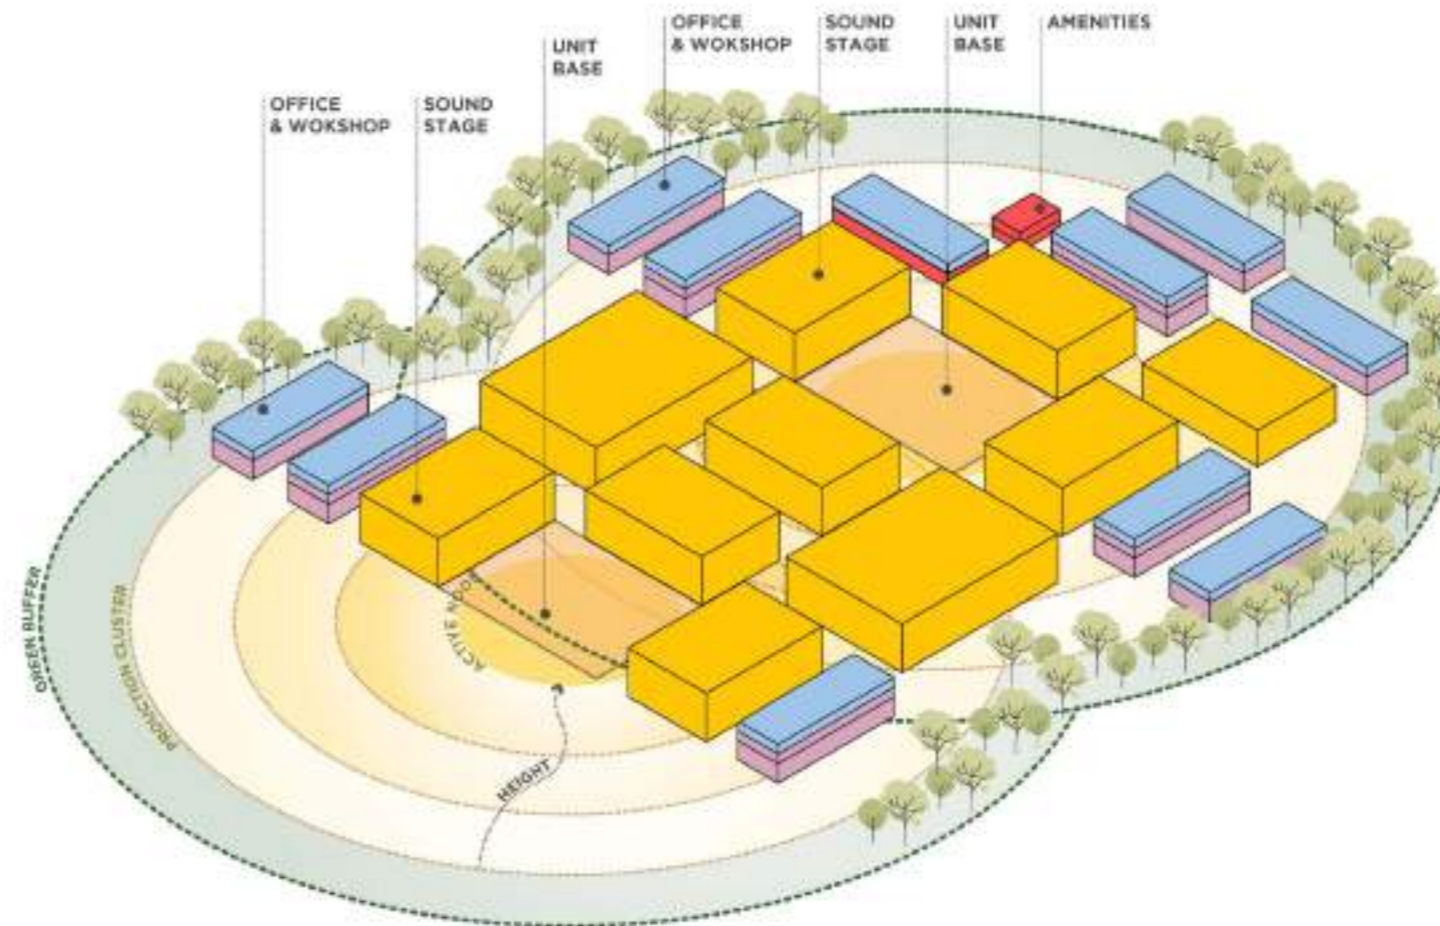 OFFICE
& WOKSHOP
SOUND
STAGE
UNIT
BASE
OFFICE
& WOKSHOP
SOUND
STAGE
UNIT
BASE
AMENITIES
GREEN BUFFER
PRODUCTION CLUSTER
ACTIVE NODE
HEIGHT